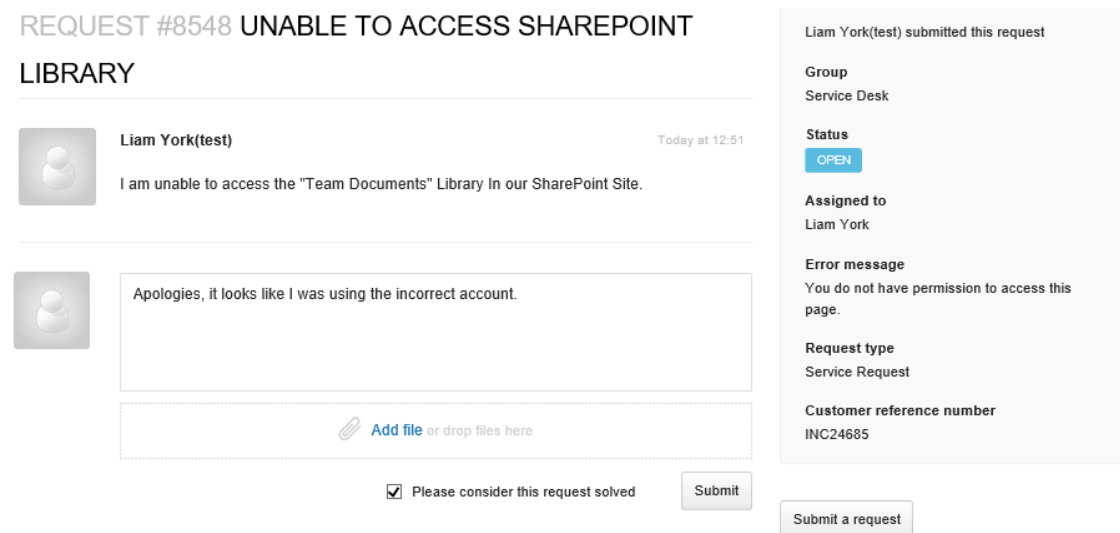 REQUEST #8548 UNABLE TO ACCESS SHAREPOINT
LIBRARY
Liam York(test)
Today at 12:51
I am unable to access the "Team Documents" Library In our SharePoint Site.
Apologies, it looks like I was using the incorrect account.
Add file or drop files here
Please consider this request solved
Submit
Liam York(test) submitted this request
Group
Service Desk
Status
OPEN
Assigned to
Liam York
Error message
You do not have permission to access this
page.
Request type
Service Request
Customer reference number
INC24685
Submit a request